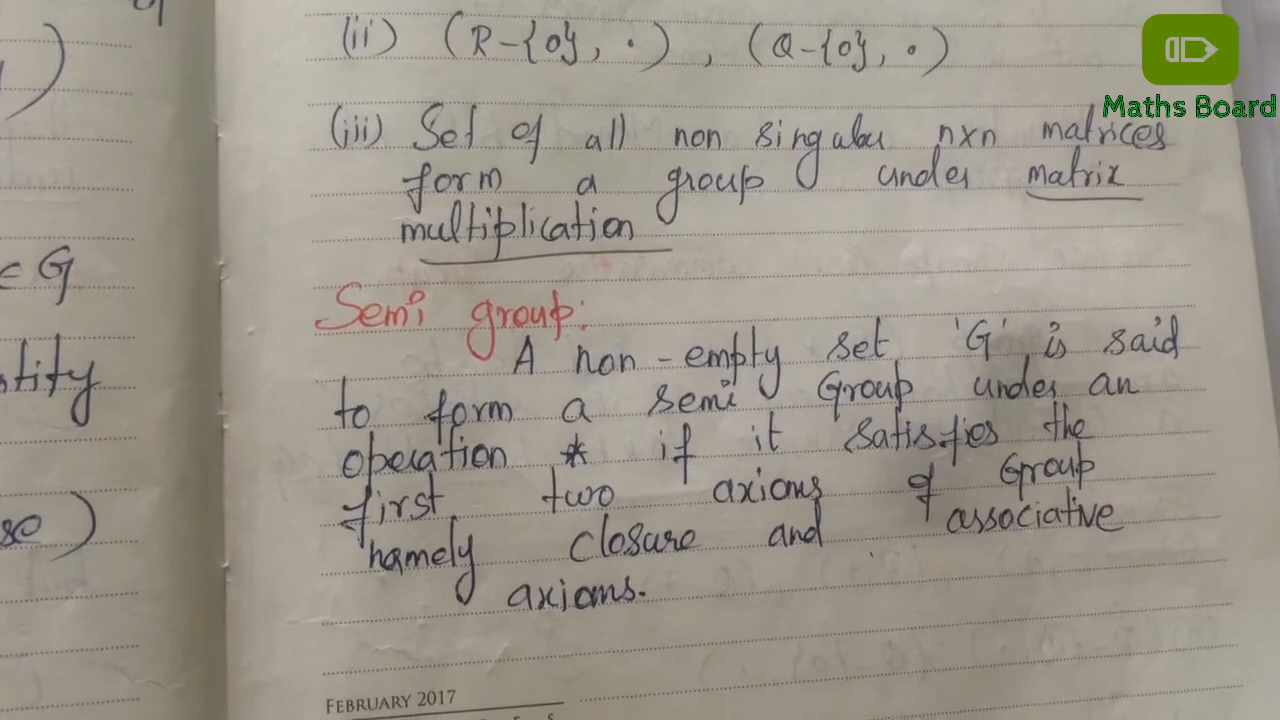 (ii) (R-{0}, ·) , (Q-{0}, ·)
Maths Board
(iii) Set of all non singular nxn matrices
form a group under matrix
multiplication
∈ G
Semi group:
A non-empty set 'G' is said
to form a semi Group under an
operation * if it satisfies the
first two axioms of Group
namely closure and associative
axioms.
FEBRUARY 2017